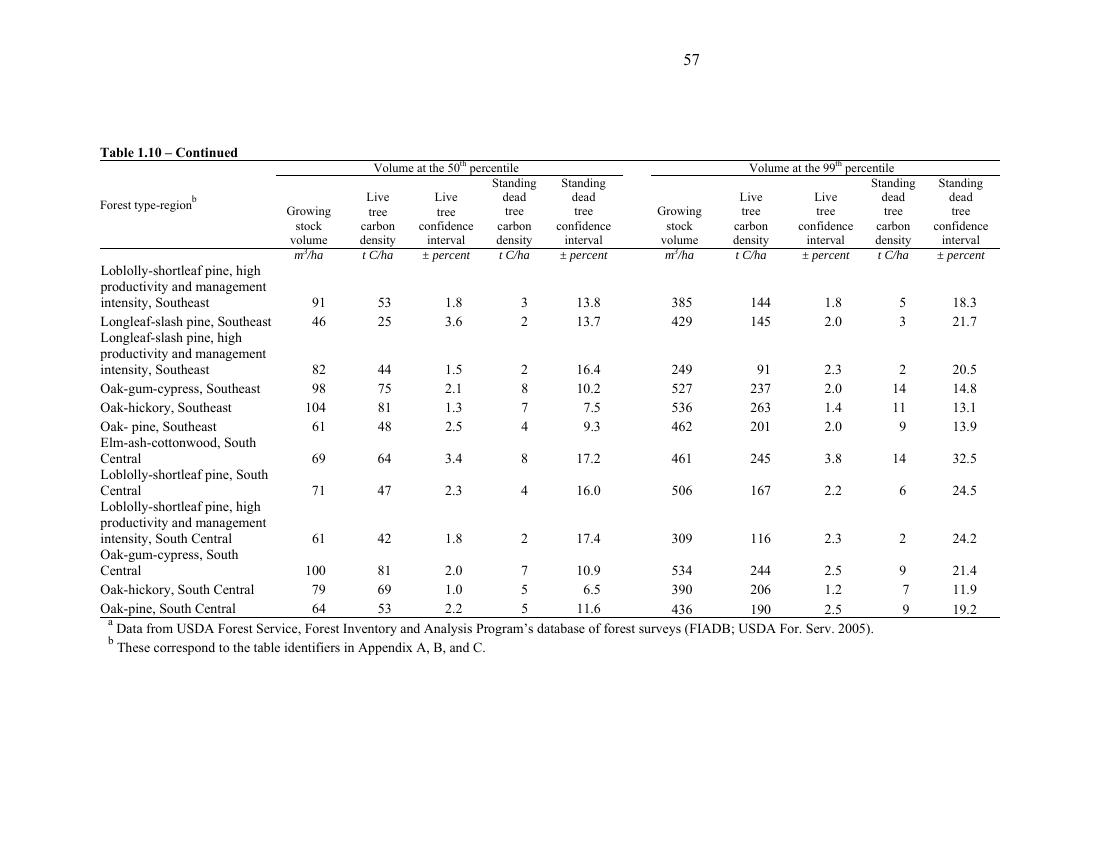 57
Table 1.10 – Continued
Volume at the 50th percentile Volume at the 99th percentile
Forest type-regionb Growing stock volume Live tree carbon density Live tree confidence interval Standing dead tree carbon density Standing dead tree confidence interval Growing stock volume Live tree carbon density Live tree confidence interval Standing dead tree carbon density Standing dead tree confidence interval
m3/ha t C/ha ± percent t C/ha ± percent m3/ha t C/ha ± percent t C/ha ± percent
Loblolly-shortleaf pine, high
productivity and management
intensity, Southeast 91 53 1.8 3 13.8 385 144 1.8 5 18.3
Longleaf-slash pine, Southeast 46 25 3.6 2 13.7 429 145 2.0 3 21.7
Longleaf-slash pine, high
productivity and management
intensity, Southeast 82 44 1.5 2 16.4 249 91 2.3 2 20.5
Oak-gum-cypress, Southeast 98 75 2.1 8 10.2 527 237 2.0 14 14.8
Oak-hickory, Southeast 104 81 1.3 7 7.5 536 263 1.4 11 13.1
Oak- pine, Southeast 61 48 2.5 4 9.3 462 201 2.0 9 13.9
Elm-ash-cottonwood, South
Central 69 64 3.4 8 17.2 461 245 3.8 14 32.5
Loblolly-shortleaf pine, South
Central 71 47 2.3 4 16.0 506 167 2.2 6 24.5
Loblolly-shortleaf pine, high
productivity and management
intensity, South Central 61 42 1.8 2 17.4 309 116 2.3 2 24.2
Oak-gum-cypress, South
Central 100 81 2.0 7 10.9 534 244 2.5 9 21.4
Oak-hickory, South Central 79 69 1.0 5 6.5 390 206 1.2 7 11.9
Oak-pine, South Central 64 53 2.2 5 11.6 436 190 2.5 9 19.2
a Data from USDA Forest Service, Forest Inventory and Analysis Program's database of forest surveys (FIADB; USDA For. Serv. 2005).
b These correspond to the table identifiers in Appendix A, B, and C.